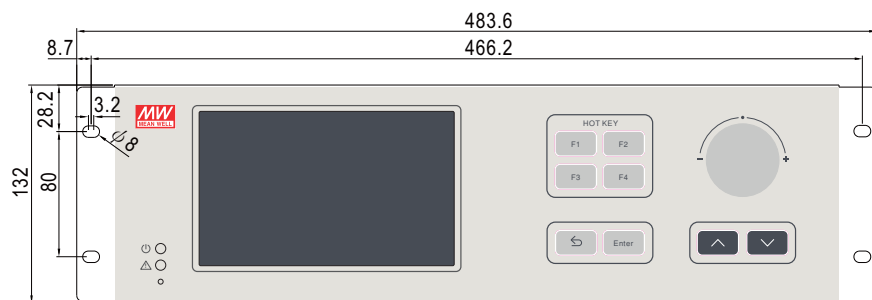 483.6
8.7
466.2
28.2
3.2
ϕ8
132
80
MW
MEAN WELL
HOT KEY
F1
F2
F3
F4
Enter
- +